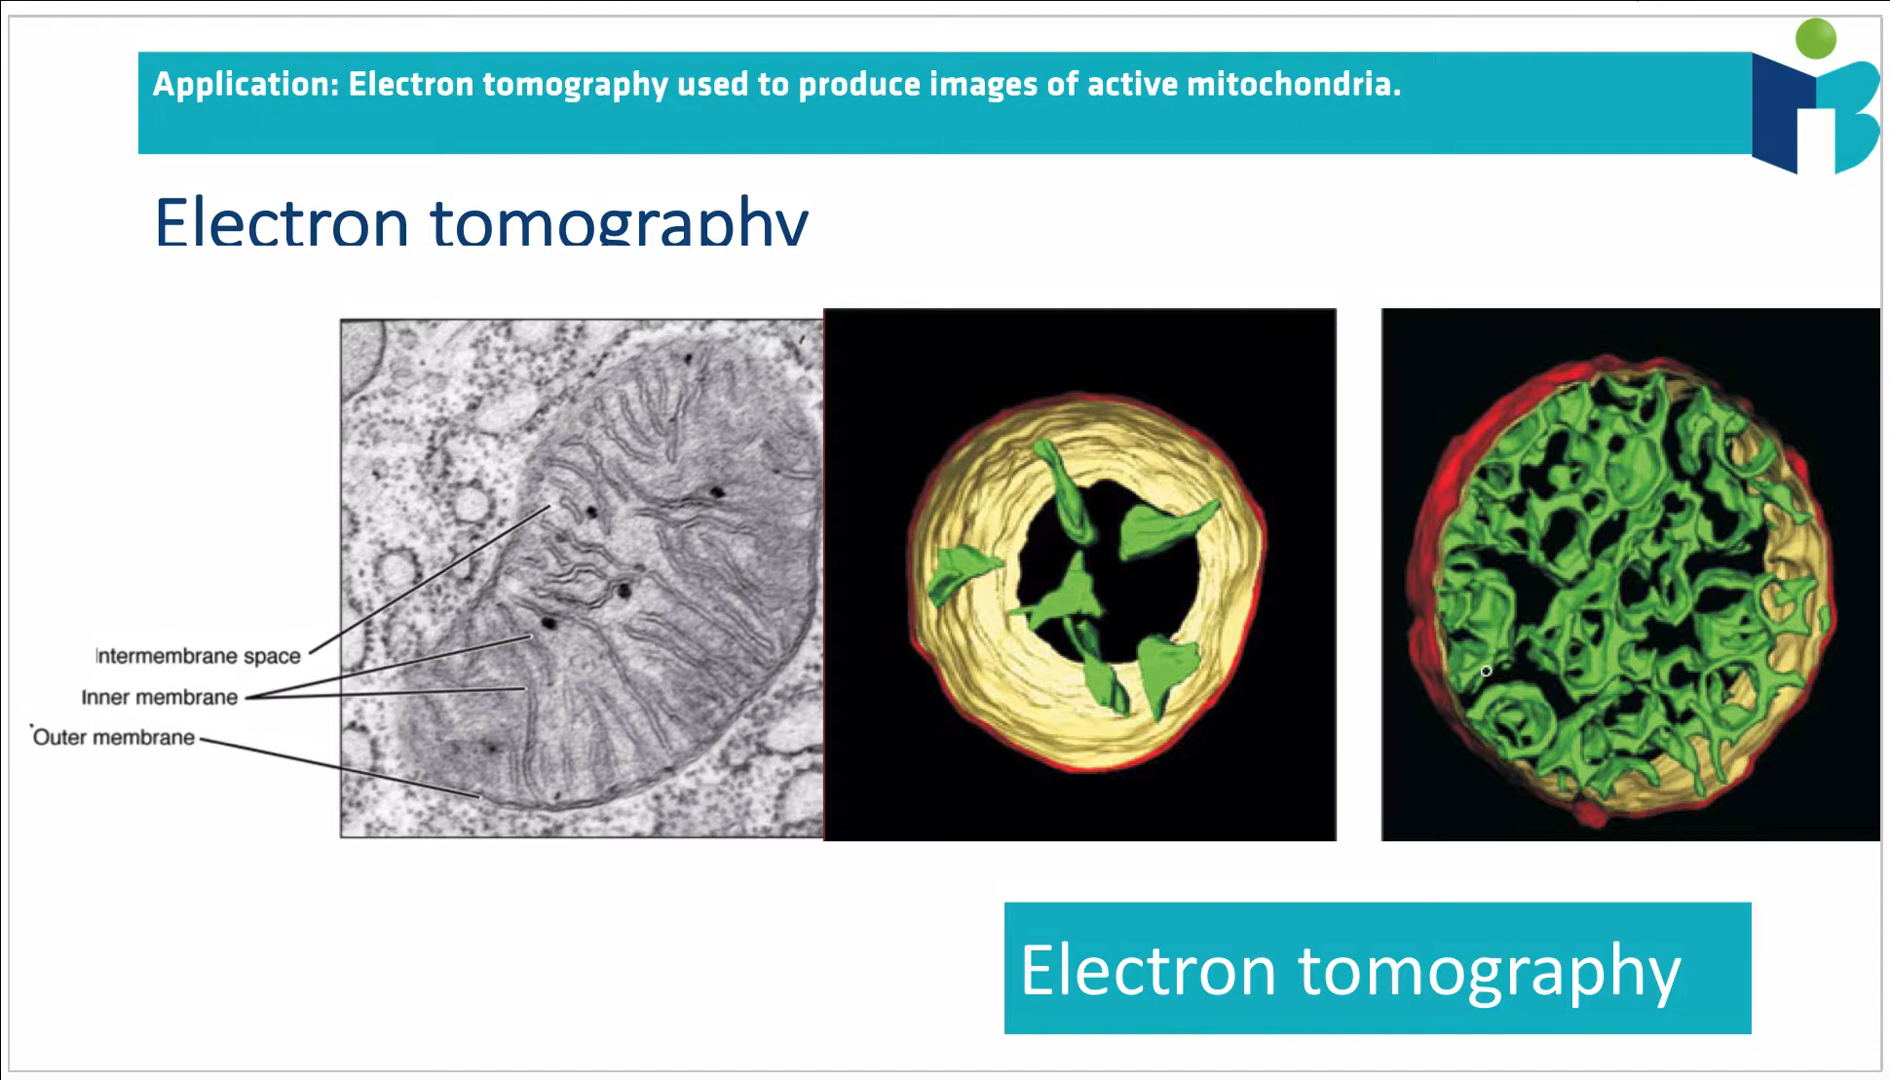 Application: Electron tomography used to produce images of active mitochondria.
Electron tomography
Intermembrane space
Inner membrane
Outer membrane
Electron tomography